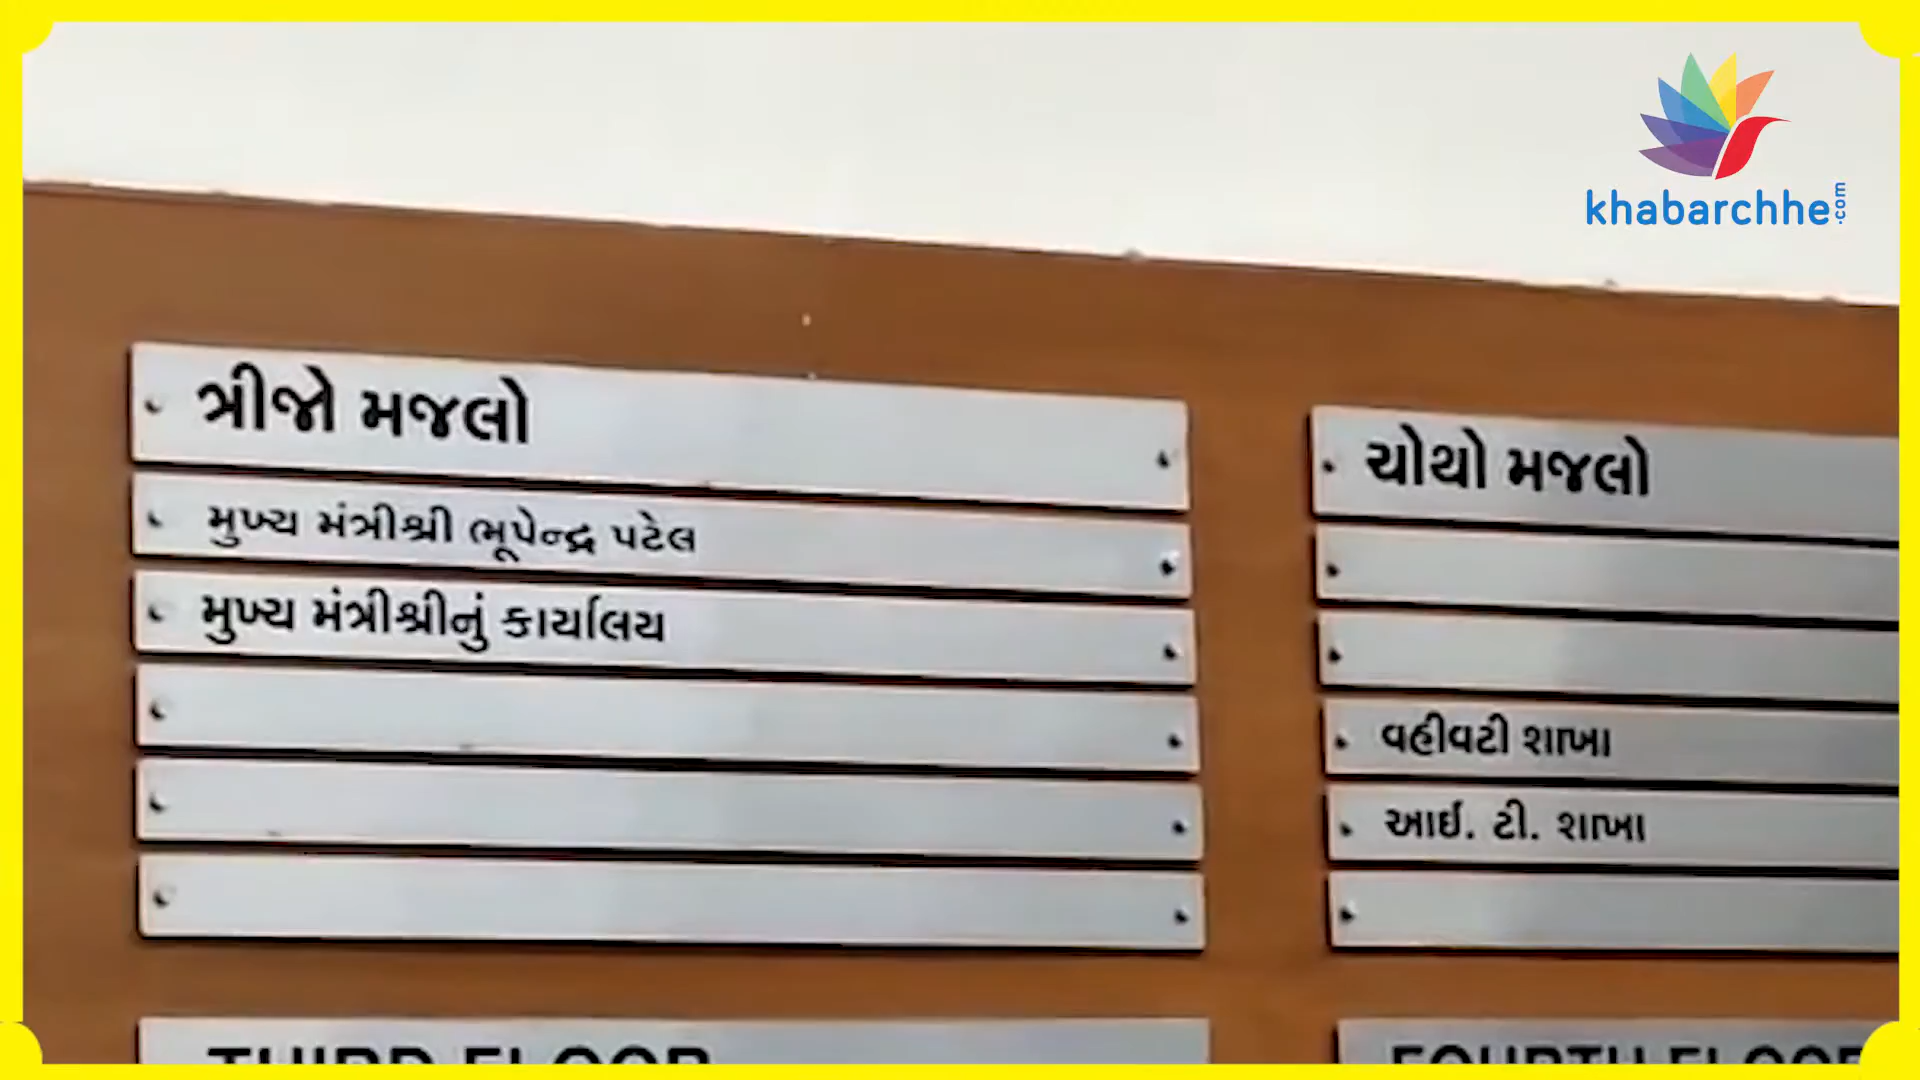 khabarchhe.com
ત્રીજો મજલો
મુખ્ય મંત્રીશ્રી ભૂપેન્દ્ર પટેલ
મુખ્ય મંત્રીશ્રીનું કાર્યાલય
ચોથો મજલો
વહીવટી શાખા
આઈ. ટી. શાખા
THIRD FLOOR
FOURTH FLOOR